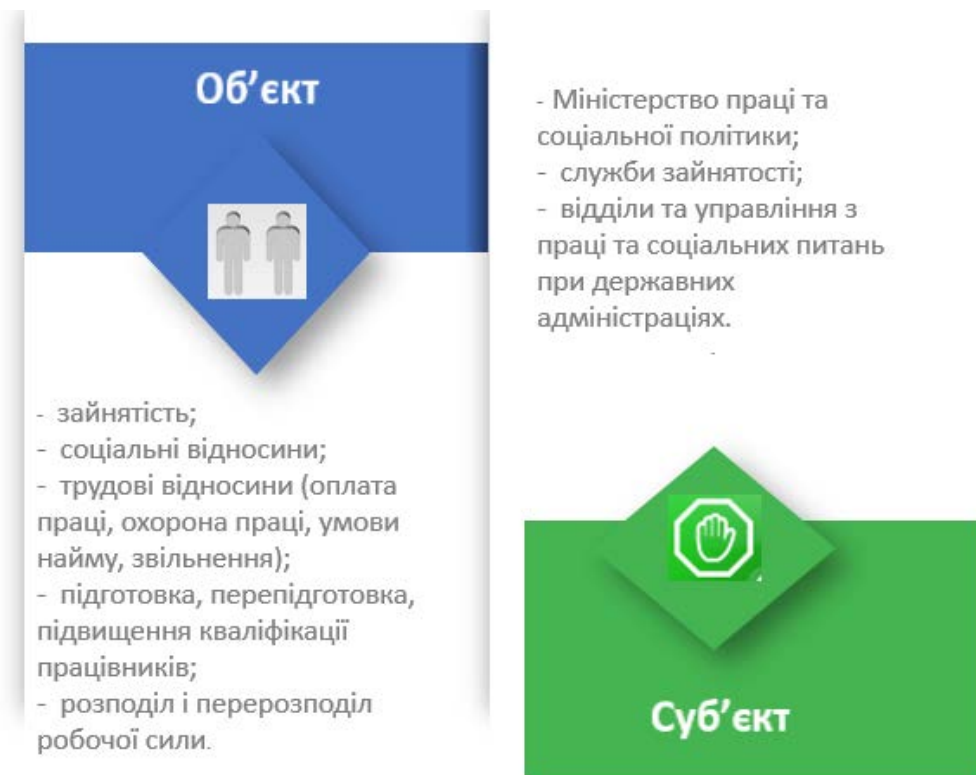 Об’єкт
- зайнятість;
- соціальні відносини;
- трудові відносини (оплата
праці, охорона праці, умови
найму, звільнення);
- підготовка, перепідготовка,
підвищення кваліфікації
працівників;
- розподіл і перерозподіл
робочої сили.
- Міністерство праці та
соціальної політики;
- служби зайнятості;
- відділи та управління з
праці та соціальних питань
при державних
адміністраціях.
Суб’єкт